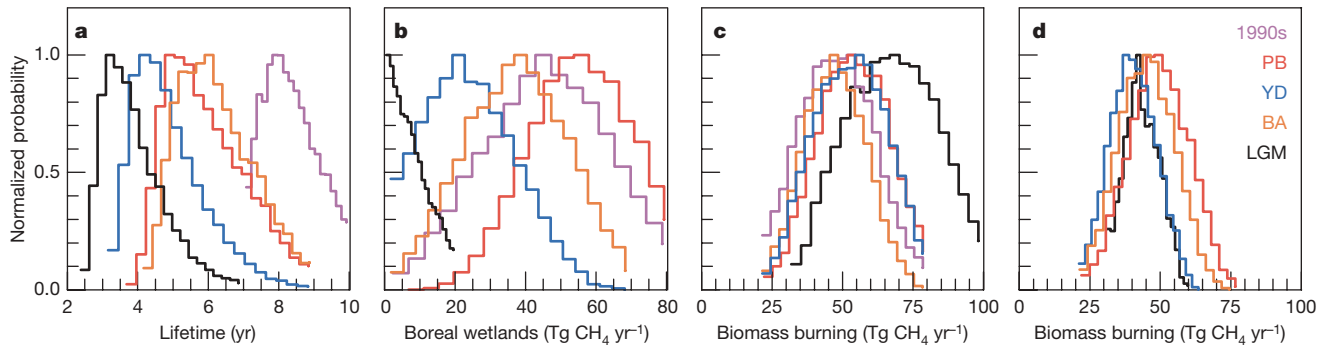 a
b
c
d
1990s
PB
YD
BA
LGM
Normalized probability
1.0
0.5
0.0
2 4 6 8 10
0 20 40 60 80
0 25 50 75 100
0 25 50 75 100
Lifetime (yr)
Boreal wetlands (Tg CH₄ yr⁻¹)
Biomass burning (Tg CH₄ yr⁻¹)
Biomass burning (Tg CH₄ yr⁻¹)